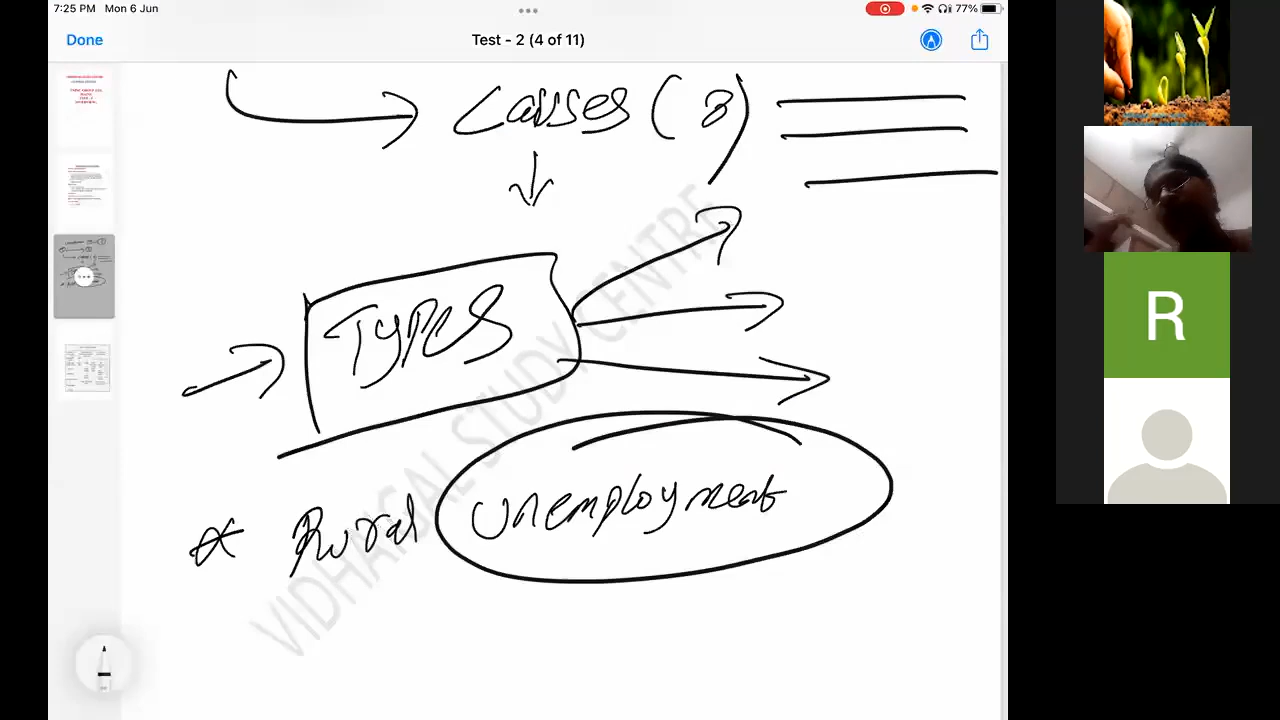 7:25 PM Mon 6 Jun
77%
Done
Test - 2 (4 of 11)
Causes (3)
TYPES
* Rural Unemployment
VIDHAIGAL STUDY CENTRE
R